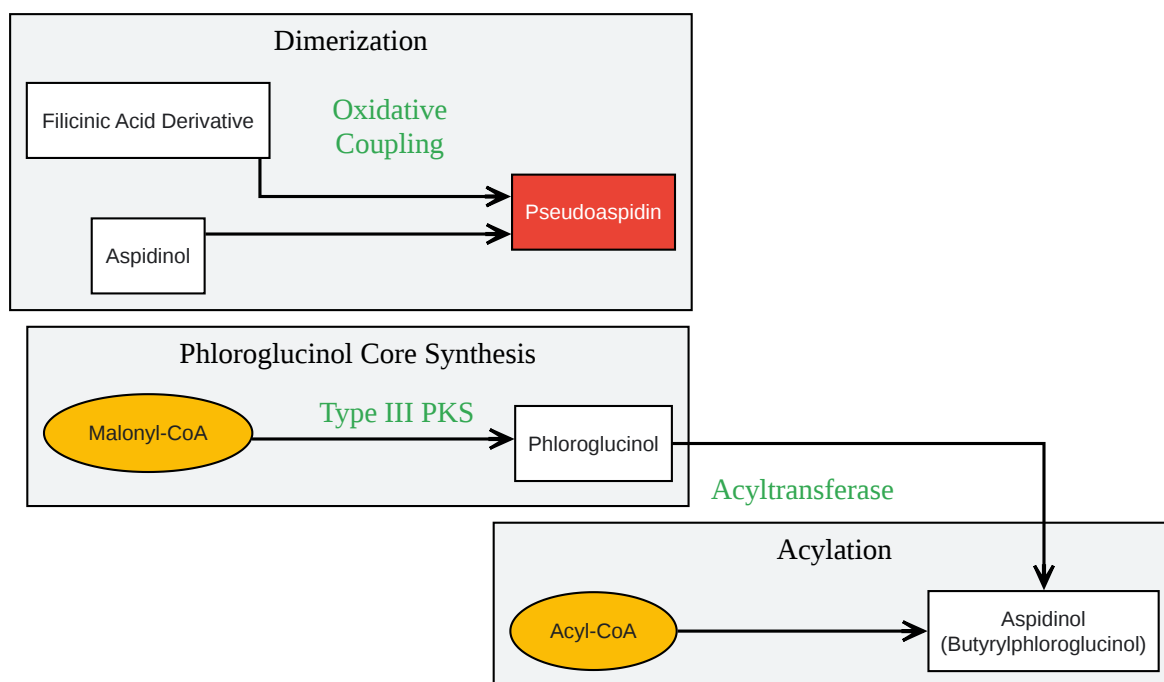 Dimerization
Filicinic Acid Derivative
Oxidative
Coupling
Pseudoaspidin
Aspidinol
Phloroglucinol Core Synthesis
Malonyl-CoA
Type III PKS
Phloroglucinol
Acyltransferase
Acylation
Acyl-CoA
Aspidinol
(Butyrylphloroglucinol)